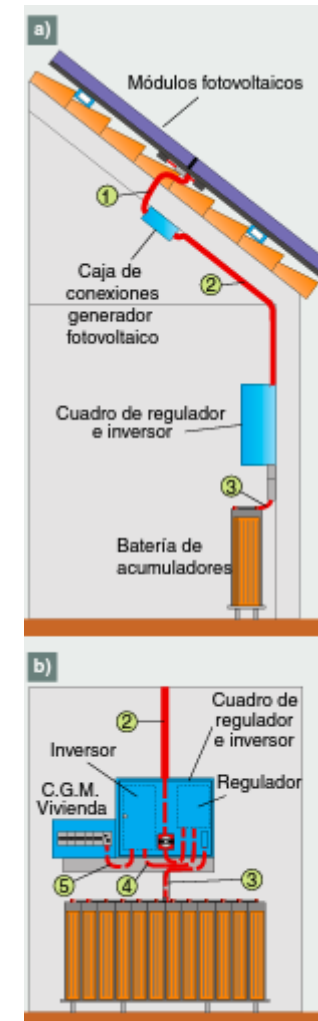 a)
Módulos fotovoltaicos
1
Caja de
conexiones
generador
fotovoltaico
2
Cuadro de regulador
e inversor
3
Batería de
acumuladores
b)
2
Cuadro de
regulador
e inversor
Inversor
Regulador
C.G.M.
Vivienda
5
4
3